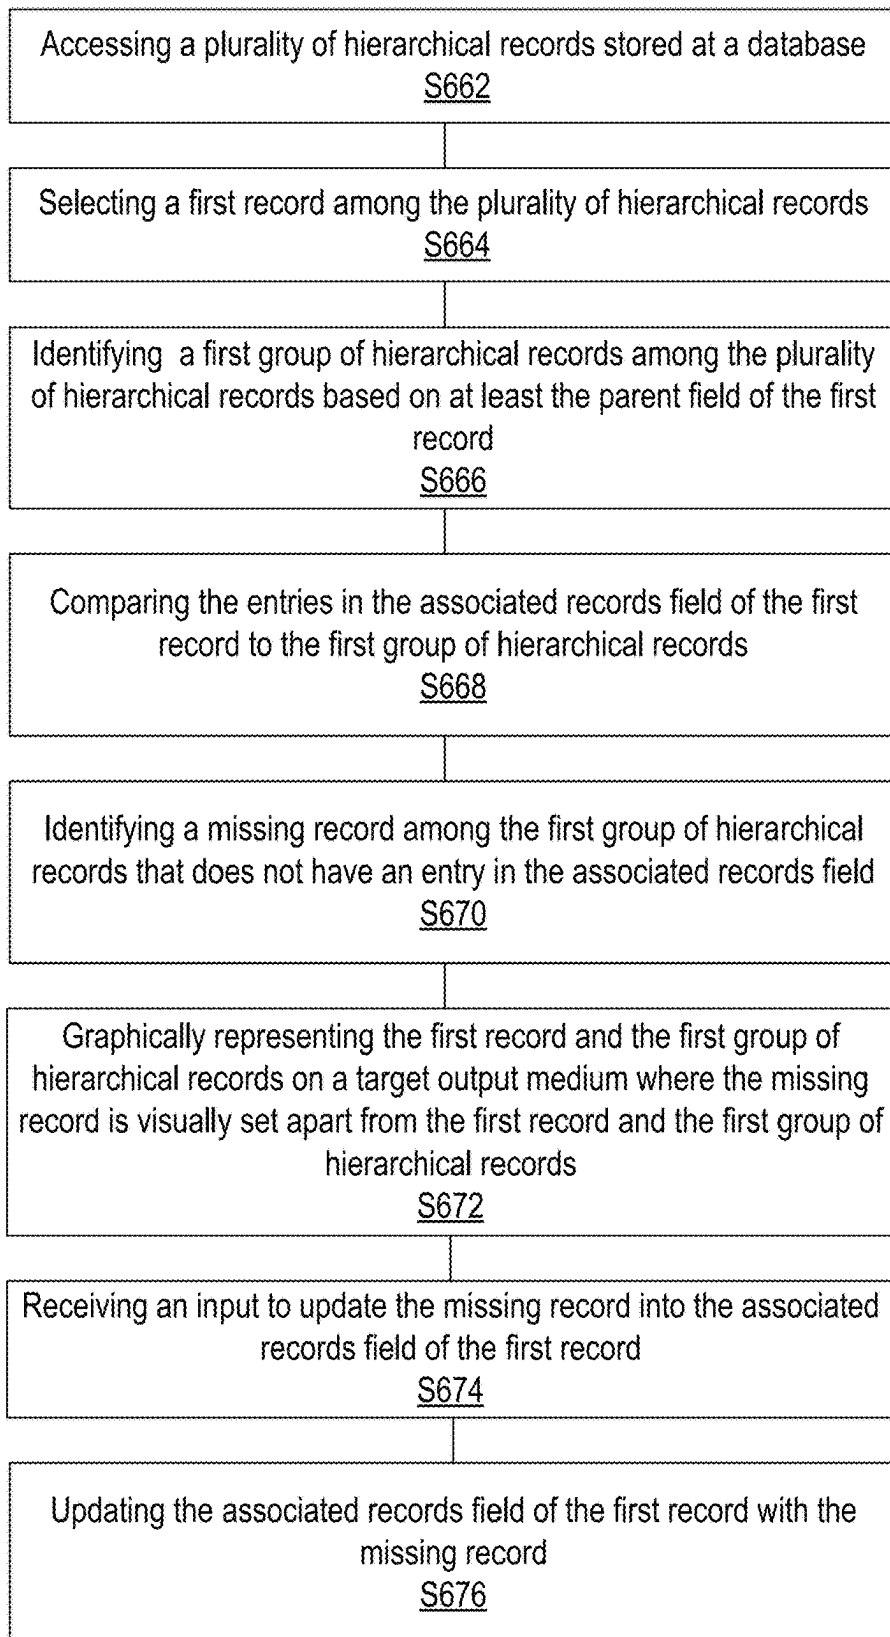 Accessing a plurality of hierarchical records stored at a database
S662
Selecting a first record among the plurality of hierarchical records
S664
Identifying a first group of hierarchical records among the plurality
of hierarchical records based on at least the parent field of the first
record
S666
Comparing the entries in the associated records field of the first
record to the first group of hierarchical records
S668
Identifying a missing record among the first group of hierarchical
records that does not have an entry in the associated records field
S670
Graphically representing the first record and the first group of
hierarchical records on a target output medium where the missing
record is visually set apart from the first record and the first group of
hierarchical records
S672
Receiving an input to update the missing record into the associated
records field of the first record
S674
Updating the associated records field of the first record with the
missing record
S676